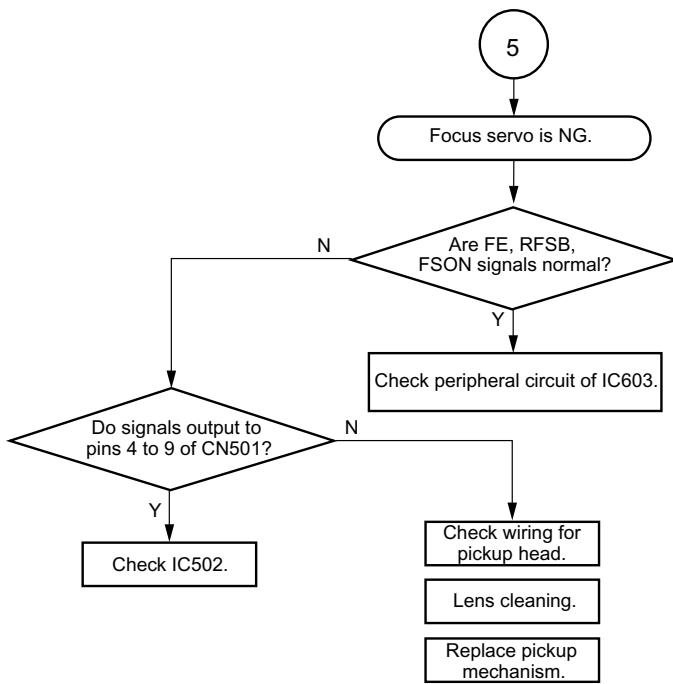 5
Focus servo is NG.
N
Are FE, RFSB,
FSON signals normal?
Y
Check peripheral circuit of IC603.
Do signals output to
pins 4 to 9 of CN501?
N
Y
Check IC502.
Check wiring for
pickup head.
Lens cleaning.
Replace pickup
mechanism.